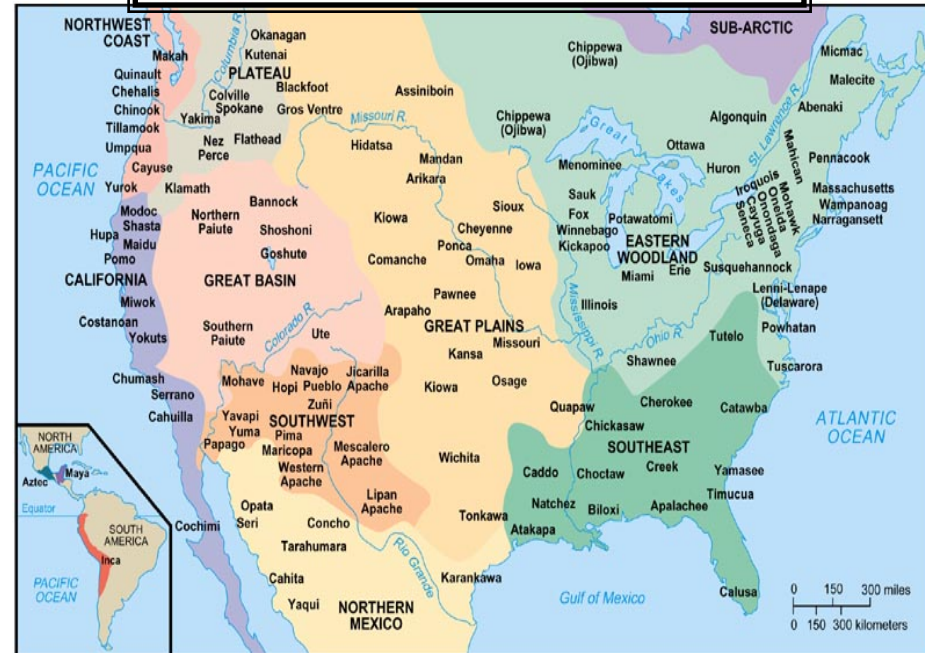 NORTHWEST
COAST
Makah
Quinault
Chehalis
Chinook
Tillamook
Umpqua
Cayuse
Yurok
Columbia R.
Okanagan
Kutenai
PLATEAU
Colville
Spokane
Yakima
Nez
Perce
Flathead
Klamath
Blackfoot
Gros Ventre
Assiniboin
Missouri R.
Hidatsa
Mandan
Arikara
Sioux
Kiowa
Cheyenne
Ponca
Comanche
Omaha
Iowa
Pawnee
Arapaho
GREAT PLAINS
Missouri
Kansa
Kiowa
Osage
Wichita
Tonkawa
SUB-ARCTIC
Chippewa
(Ojibwa)
Chippewa
(Ojibwa)
Micmac
Malecite
Abenaki
Algonquin
St. Lawrence R.
Great
Lakes
Ottawa
Huron
Menominee
Mahican
Pennacook
Iroquois
Mohawk
Oneida
Onondaga
Cayuga
Seneca
Massachusetts
Wampanoag
Narragansett
Sauk
Fox
Winnebago
Kickapoo
Potawatomi
EASTERN
WOODLAND
Miami
Erie
Susquehannock
Lenni-Lenape
(Delaware)
Illinois
Mississippi R.
Ohio R.
Shawnee
Tutelo
Powhatan
Tuscarora
PACIFIC
OCEAN
Modoc
Shasta
Hupa
Maidu
Pomo
CALIFORNIA
Miwok
Costanoan
Yokuts
Chumash
Serrano
Cahuilla
Cochimi
Bannock
Northern
Paiute
Shoshoni
Goshute
GREAT BASIN
Southern
Paiute
Ute
Colorado R.
Mohave
Navajo
Hopi
Pueblo
Jicarilla
Apache
Zuñi
SOUTHWEST
Yavapi
Yuma
Papago
Pima
Maricopa
Western
Apache
Mescalero
Apache
Lipan
Apache
Quapaw
Cherokee
Catawba
Chickasaw
SOUTHEAST
Caddo
Choctaw
Creek
Yamasee
Timucua
Natchez
Biloxi
Apalachee
Atakapa
Calusa
ATLANTIC
OCEAN
Opata
Seri
Concho
Tarahumara
Cahita
Yaqui
NORTHERN
MEXICO
Rio Grande
Karankawa
Gulf of Mexico
0 150 300 miles
0 150 300 kilometers
NORTH
AMERICA
Aztec
Maya
Equator
SOUTH
AMERICA
Inca
PACIFIC
OCEAN